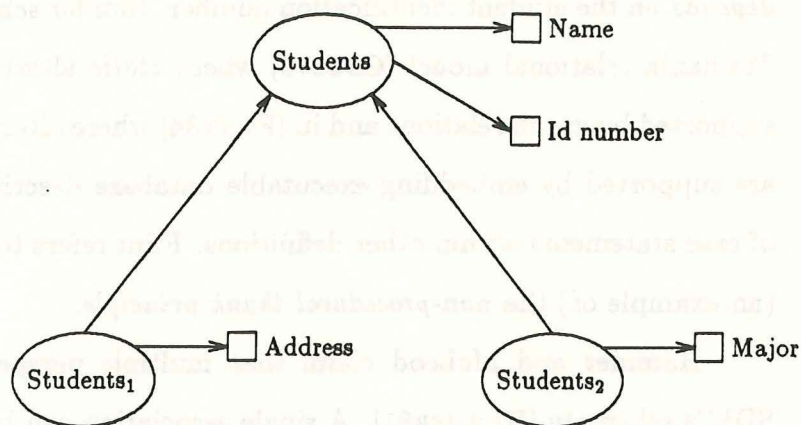 Name
Students
Id number
Address
Students₁
Major
Students₂